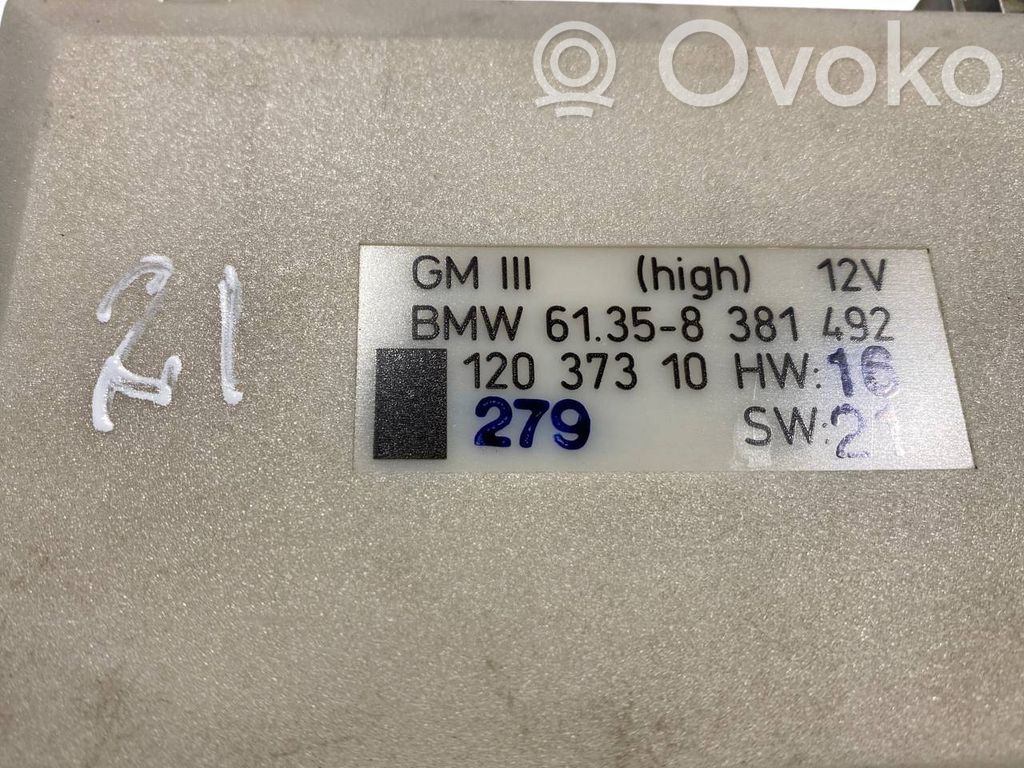 Ovoko
21
GM III (high) 12V
BMW 61.35-8 381 492
120 373 10 HW:16
279 SW:21